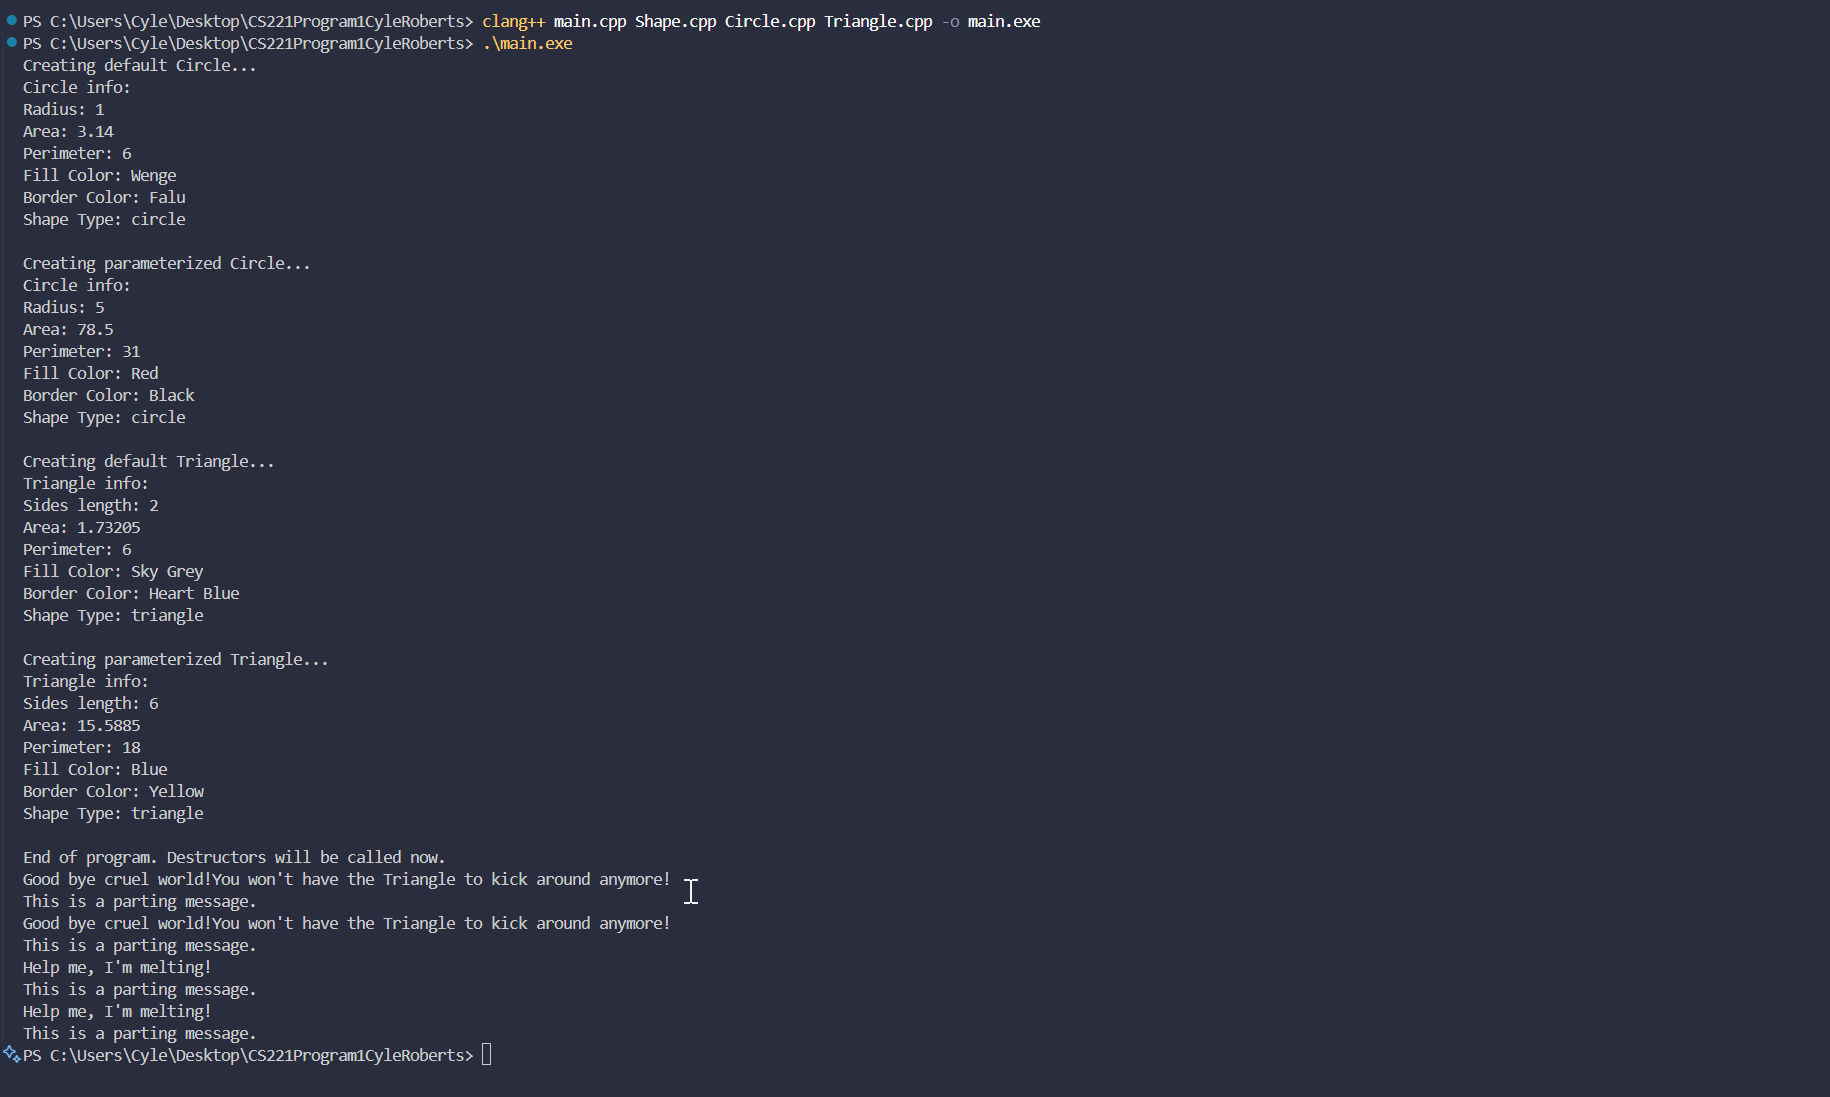 PS C:\Users\Cyle\Desktop\CS221Program1CyleRoberts> clang++ main.cpp Shape.cpp Circle.cpp Triangle.cpp -o main.exe
PS C:\Users\Cyle\Desktop\CS221Program1CyleRoberts> .\main.exe
Creating default Circle...
Circle info:
Radius: 1
Area: 3.14
Perimeter: 6
Fill Color: Wenge
Border Color: Falu
Shape Type: circle

Creating parameterized Circle...
Circle info:
Radius: 5
Area: 78.5
Perimeter: 31
Fill Color: Red
Border Color: Black
Shape Type: circle

Creating default Triangle...
Triangle info:
Sides length: 2
Area: 1.73205
Perimeter: 6
Fill Color: Sky Grey
Border Color: Heart Blue
Shape Type: triangle

Creating parameterized Triangle...
Triangle info:
Sides length: 6
Area: 15.5885
Perimeter: 18
Fill Color: Blue
Border Color: Yellow
Shape Type: triangle

End of program. Destructors will be called now.
Good bye cruel world!You won't have the Triangle to kick around anymore!
This is a parting message.
Good bye cruel world!You won't have the Triangle to kick around anymore!
This is a parting message.
Help me, I'm melting!
This is a parting message.
Help me, I'm melting!
This is a parting message.
PS C:\Users\Cyle\Desktop\CS221Program1CyleRoberts>